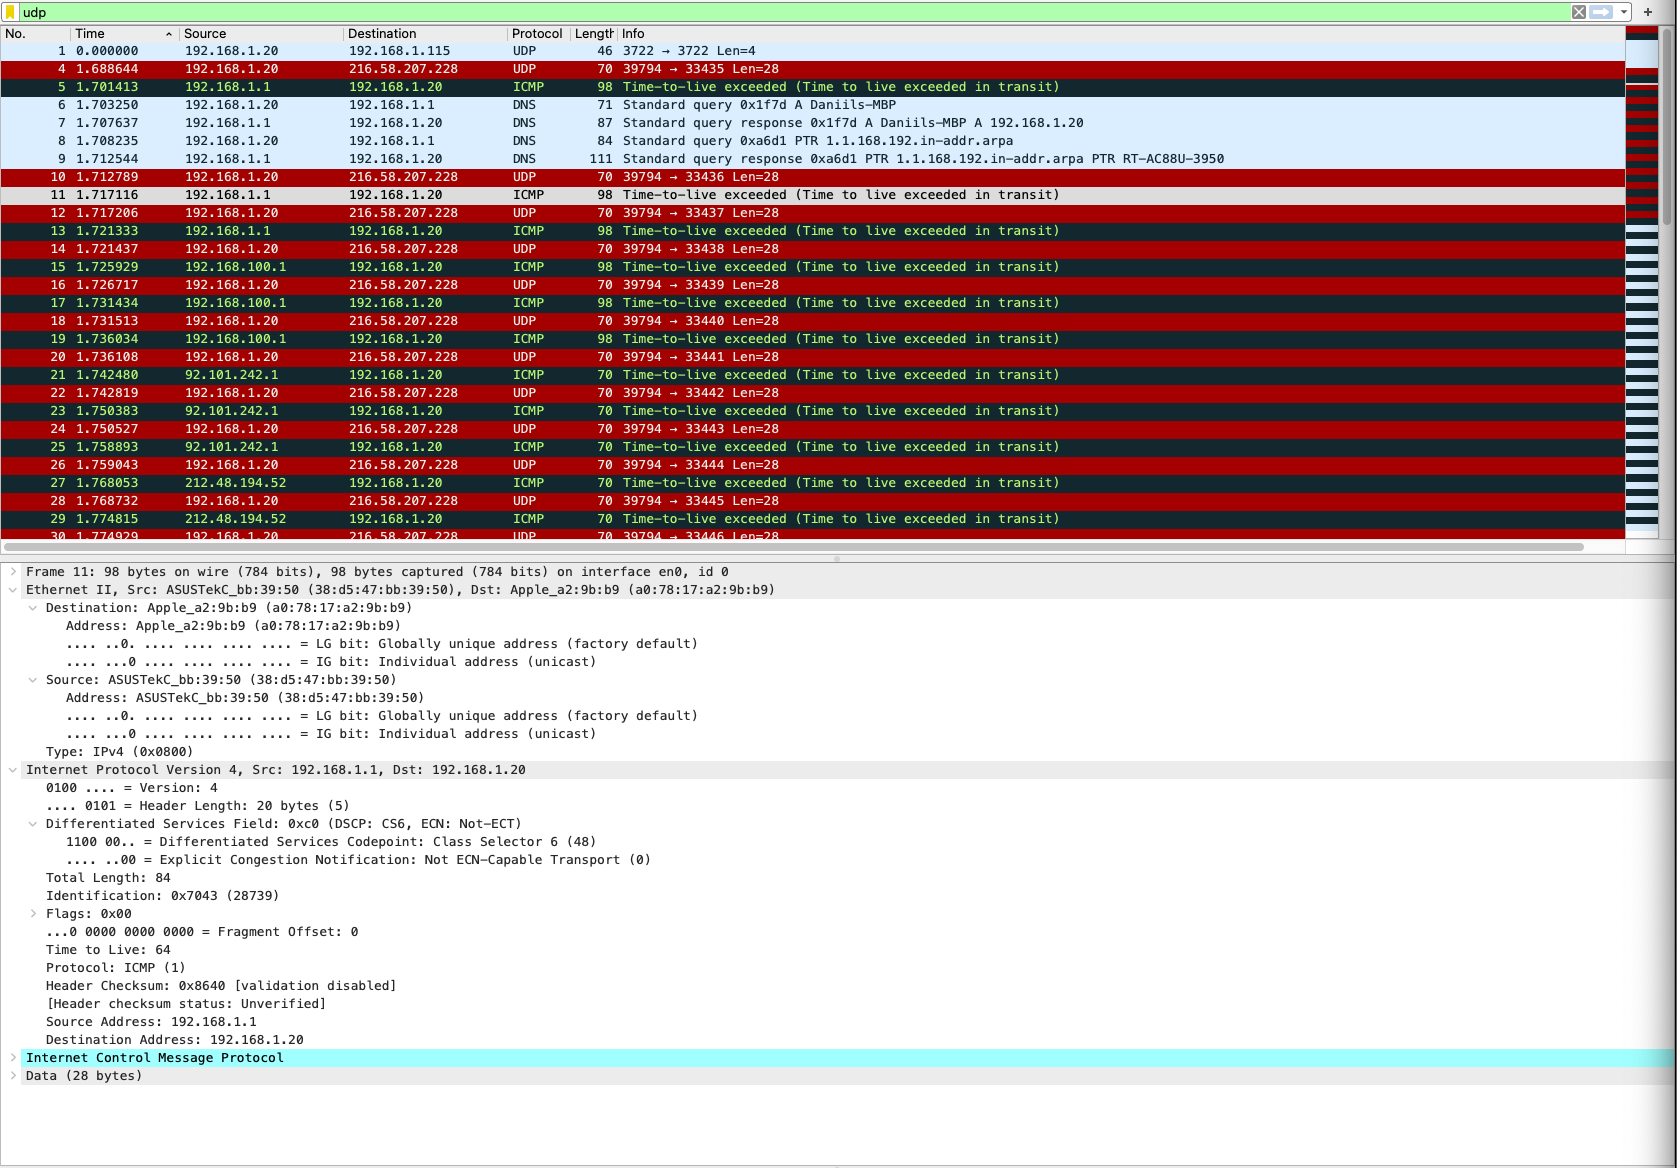 udp
No. Time Source Destination Protocol Length Info
1 0.000000 192.168.1.20 192.168.1.115 UDP 46 3722 → 3722 Len=4
4 1.688644 192.168.1.20 216.58.207.228 UDP 70 39794 → 33435 Len=28
5 1.701413 192.168.1.1 192.168.1.20 ICMP 98 Time-to-live exceeded (Time to live exceeded in transit)
6 1.703250 192.168.1.20 192.168.1.1 DNS 71 Standard query 0x1f7d A Daniils-MBP
7 1.707637 192.168.1.1 192.168.1.20 DNS 87 Standard query response 0x1f7d A Daniils-MBP A 192.168.1.20
8 1.708235 192.168.1.20 192.168.1.1 DNS 84 Standard query 0xa6d1 PTR 1.1.168.192.in-addr.arpa
9 1.712544 192.168.1.1 192.168.1.20 DNS 111 Standard query response 0xa6d1 PTR 1.1.168.192.in-addr.arpa PTR RT-AC88U-3950
10 1.712789 192.168.1.20 216.58.207.228 UDP 70 39794 → 33436 Len=28
11 1.717116 192.168.1.1 192.168.1.20 ICMP 98 Time-to-live exceeded (Time to live exceeded in transit)
12 1.717206 192.168.1.20 216.58.207.228 UDP 70 39794 → 33437 Len=28
13 1.721333 192.168.1.1 192.168.1.20 ICMP 98 Time-to-live exceeded (Time to live exceeded in transit)
14 1.721437 192.168.1.20 216.58.207.228 UDP 70 39794 → 33438 Len=28
15 1.725929 192.168.100.1 192.168.1.20 ICMP 98 Time-to-live exceeded (Time to live exceeded in transit)
16 1.726717 192.168.1.20 216.58.207.228 UDP 70 39794 → 33439 Len=28
17 1.731434 192.168.100.1 192.168.1.20 ICMP 98 Time-to-live exceeded (Time to live exceeded in transit)
18 1.731513 192.168.1.20 216.58.207.228 UDP 70 39794 → 33440 Len=28
19 1.736034 192.168.100.1 192.168.1.20 ICMP 98 Time-to-live exceeded (Time to live exceeded in transit)
20 1.736108 192.168.1.20 216.58.207.228 UDP 70 39794 → 33441 Len=28
21 1.742480 92.101.242.1 192.168.1.20 ICMP 70 Time-to-live exceeded (Time to live exceeded in transit)
22 1.742819 192.168.1.20 216.58.207.228 UDP 70 39794 → 33442 Len=28
23 1.750383 92.101.242.1 192.168.1.20 ICMP 70 Time-to-live exceeded (Time to live exceeded in transit)
24 1.750527 192.168.1.20 216.58.207.228 UDP 70 39794 → 33443 Len=28
25 1.758893 92.101.242.1 192.168.1.20 ICMP 70 Time-to-live exceeded (Time to live exceeded in transit)
26 1.759043 192.168.1.20 216.58.207.228 UDP 70 39794 → 33444 Len=28
27 1.768053 212.48.194.52 192.168.1.20 ICMP 70 Time-to-live exceeded (Time to live exceeded in transit)
28 1.768732 192.168.1.20 216.58.207.228 UDP 70 39794 → 33445 Len=28
29 1.774815 212.48.194.52 192.168.1.20 ICMP 70 Time-to-live exceeded (Time to live exceeded in transit)
30 1.774929 192.168.1.20 216.58.207.228 UDP 70 39794 → 33446 Len=28
Frame 11: 98 bytes on wire (784 bits), 98 bytes captured (784 bits) on interface en0, id 0
Ethernet II, Src: ASUSTekC_bb:39:50 (38:d5:47:bb:39:50), Dst: Apple_a2:9b:b9 (a0:78:17:a2:9b:b9)
Destination: Apple_a2:9b:b9 (a0:78:17:a2:9b:b9)
Address: Apple_a2:9b:b9 (a0:78:17:a2:9b:b9)
.... ..0. .... .... .... .... = LG bit: Globally unique address (factory default)
.... ...0 .... .... .... .... = IG bit: Individual address (unicast)
Source: ASUSTekC_bb:39:50 (38:d5:47:bb:39:50)
Address: ASUSTekC_bb:39:50 (38:d5:47:bb:39:50)
.... ..0. .... .... .... .... = LG bit: Globally unique address (factory default)
.... ...0 .... .... .... .... = IG bit: Individual address (unicast)
Type: IPv4 (0x0800)
Internet Protocol Version 4, Src: 192.168.1.1, Dst: 192.168.1.20
0100 .... = Version: 4
.... 0101 = Header Length: 20 bytes (5)
Differentiated Services Field: 0xc0 (DSCP: CS6, ECN: Not-ECT)
1100 00.. = Differentiated Services Codepoint: Class Selector 6 (48)
.... ..00 = Explicit Congestion Notification: Not ECN-Capable Transport (0)
Total Length: 84
Identification: 0x7043 (28739)
Flags: 0x00
...0 0000 0000 0000 = Fragment Offset: 0
Time to Live: 64
Protocol: ICMP (1)
Header Checksum: 0x8640 [validation disabled]
[Header checksum status: Unverified]
Source Address: 192.168.1.1
Destination Address: 192.168.1.20
Internet Control Message Protocol
Data (28 bytes)